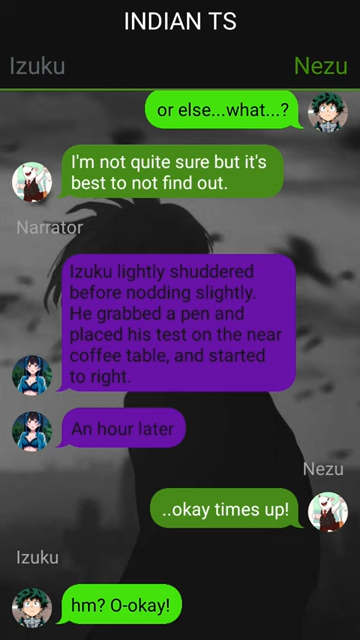 INDIAN TS
Izuku
Nezu
or else...what...?
I'm not quite sure but it's
best to not find out.
Narrator
Izuku lightly shuddered
before nodding slightly.
He grabbed a pen and
placed his test on the near
coffee table, and started
to right.
An hour later
Nezu
..okay times up!
Izuku
hm? O-okay!